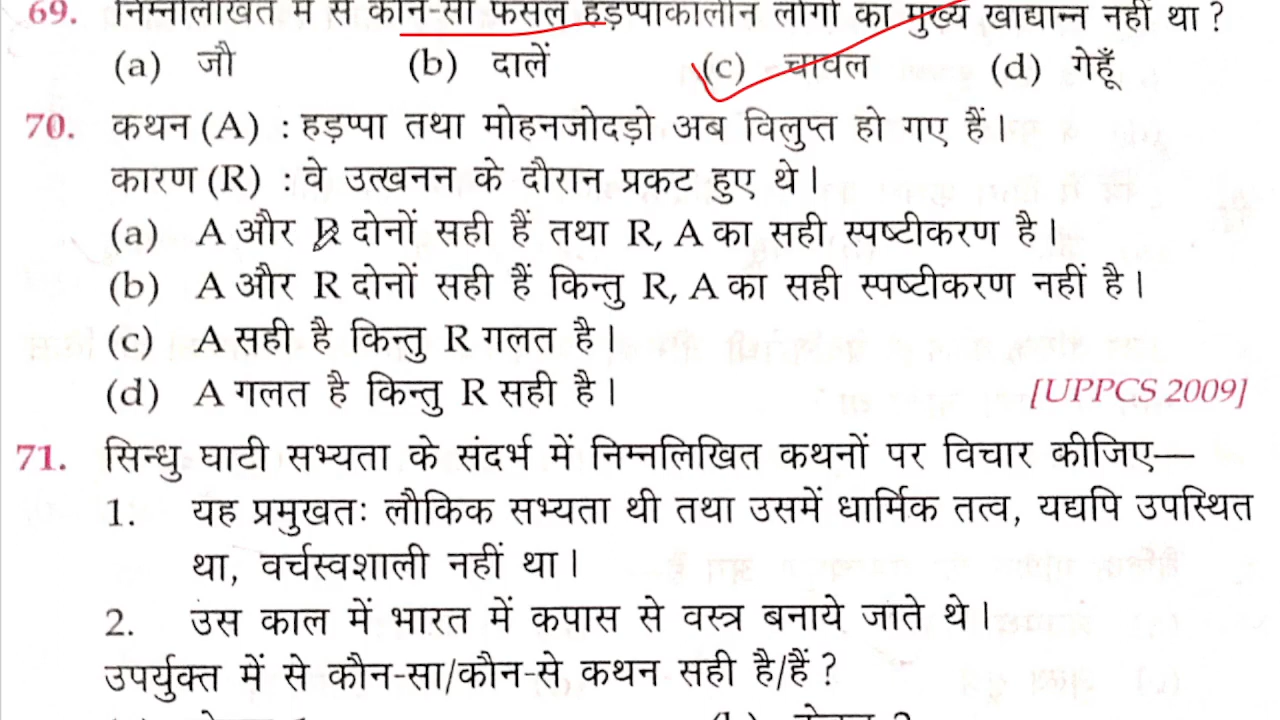 69. निम्नलिखित में से कौन-सी फसल हड़प्पाकालीन लोगों का मुख्य खाद्यान्न नहीं था ?
(a) जौ (b) दालें (c) चावल (d) गेहूँ
70. कथन (A) : हड़प्पा तथा मोहनजोदड़ो अब विलुप्त हो गए हैं।
कारण (R) : वे उत्खनन के दौरान प्रकट हुए थे।
(a) A और R दोनों सही हैं तथा R, A का सही स्पष्टीकरण है।
(b) A और R दोनों सही हैं किन्तु R, A का सही स्पष्टीकरण नहीं है।
(c) A सही है किन्तु R गलत है।
(d) A गलत है किन्तु R सही है। [UPPCS 2009]
71. सिन्धु घाटी सभ्यता के संदर्भ में निम्नलिखित कथनों पर विचार कीजिए—
1. यह प्रमुखतः लौकिक सभ्यता थी तथा उसमें धार्मिक तत्व, यद्यपि उपस्थित
था, वर्चस्वशाली नहीं था।
2. उस काल में भारत में कपास से वस्त्र बनाये जाते थे।
उपर्युक्त में से कौन-सा/कौन-से कथन सही है/हैं ?